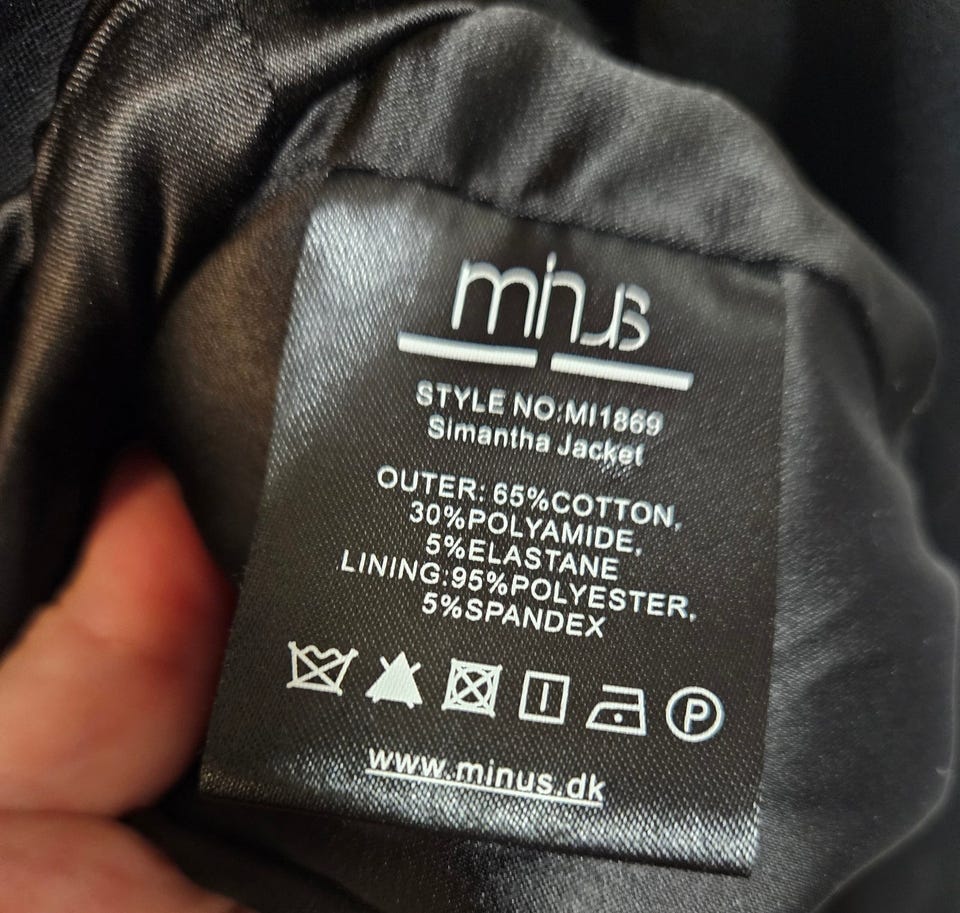 minus
STYLE NO:MI1869
Simantha Jacket
OUTER: 65%COTTON,
30%POLYAMIDE,
5%ELASTANE
LINING:95%POLYESTER,
5%SPANDEX
P
www.minus.dk